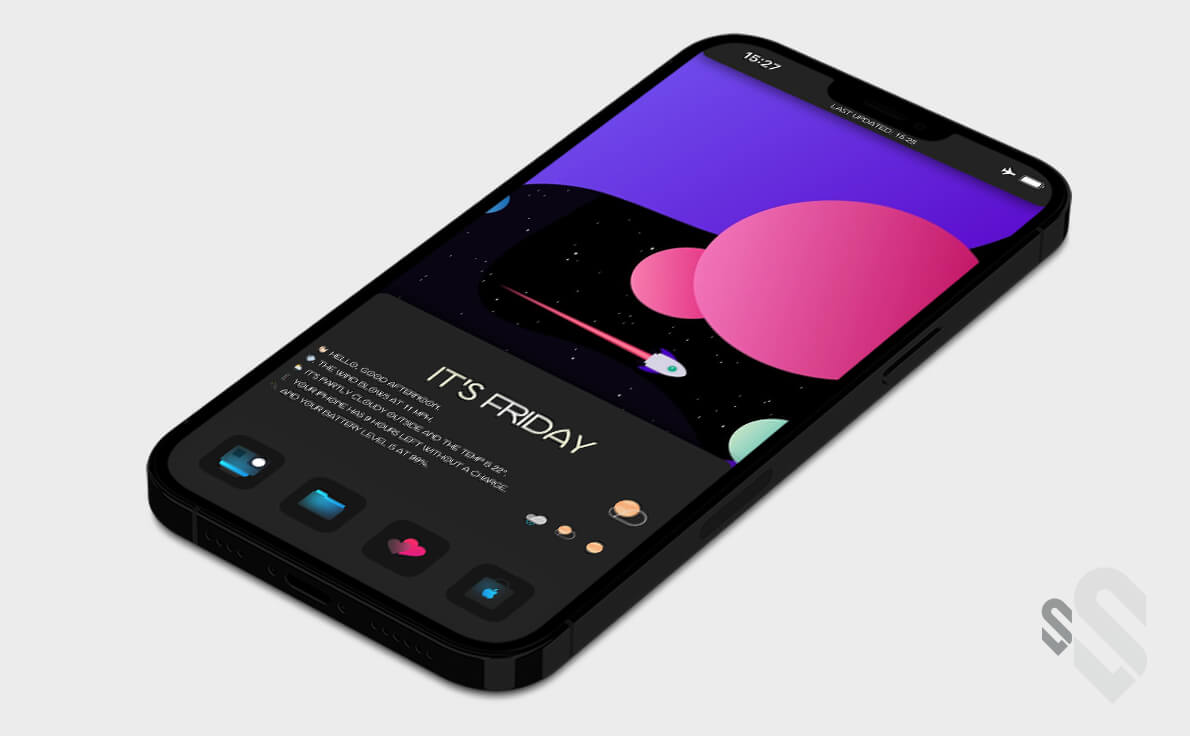 15:27
LAST UPDATED: 15:25
HELLO, GOOD AFTERNOON.
THE WIND BLOWS AT 11 MPH.
IT'S PARTLY CLOUDY OUTSIDE AND THE TEMP IS 22°.
YOUR IPHONE HAS 9 HOURS LEFT WITHOUT A CHARGE.
AND YOUR BATTERY LEVEL IS AT 98%.
IT'S FRIDAY